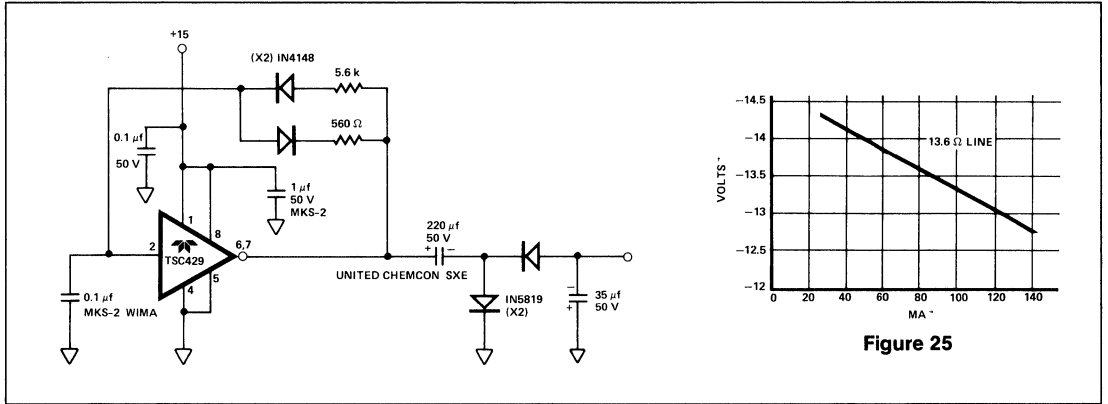 +15
(X2) IN4148
5.6 k
560 Ω
0.1 µf
50 V
1 µf
50 V
MKS-2
1
8
2
TSC429
6,7
4
5
0.1 µf
MKS-2 WIMA
220 µf
50 V
+ −
UNITED CHEMCON SXE
IN5819
(X2)
−
+
35 µf
50 V
−14.5
−14
−13.5
−13
−12.5
−12
VOLTS
13.6 Ω LINE
0 20 40 60 80 100 120 140
MA
Figure 25